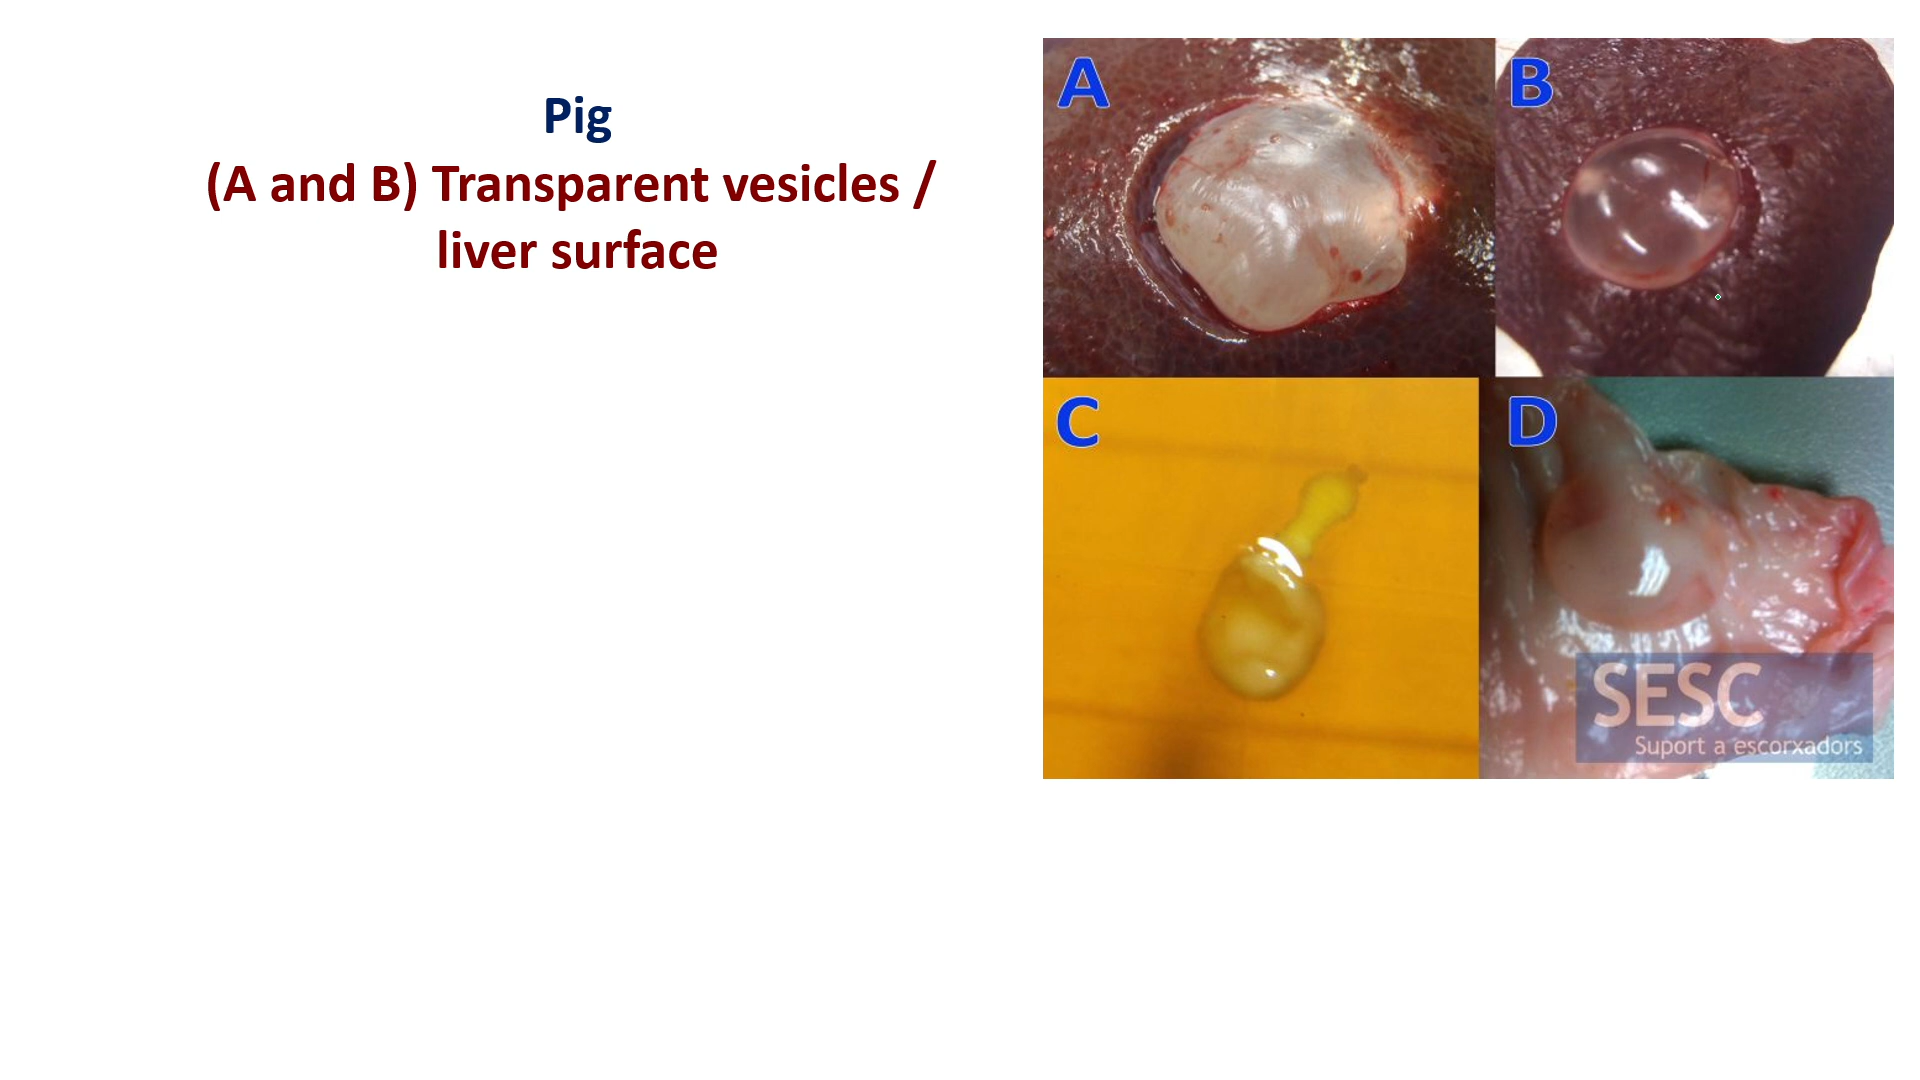 Pig
(A and B) Transparent vesicles /
liver surface
A
B
C
D
SESC
Suport a escorxadors